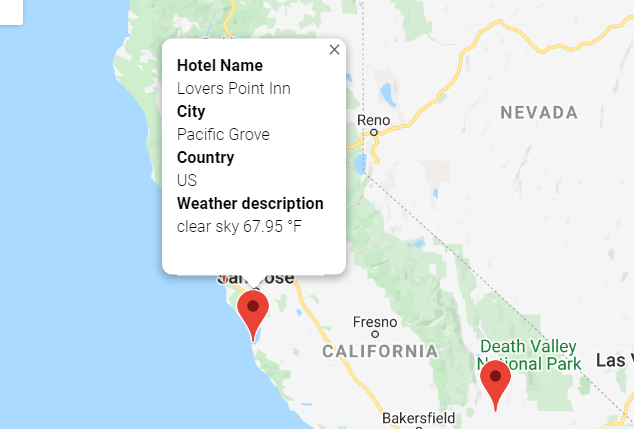 Hotel Name
Lovers Point Inn
City
Pacific Grove
Country
US
Weather description
clear sky 67.95 °F
Reno
NEVADA
San Jose
Fresno
CALIFORNIA
Death Valley
National Park
Las
Bakersfield